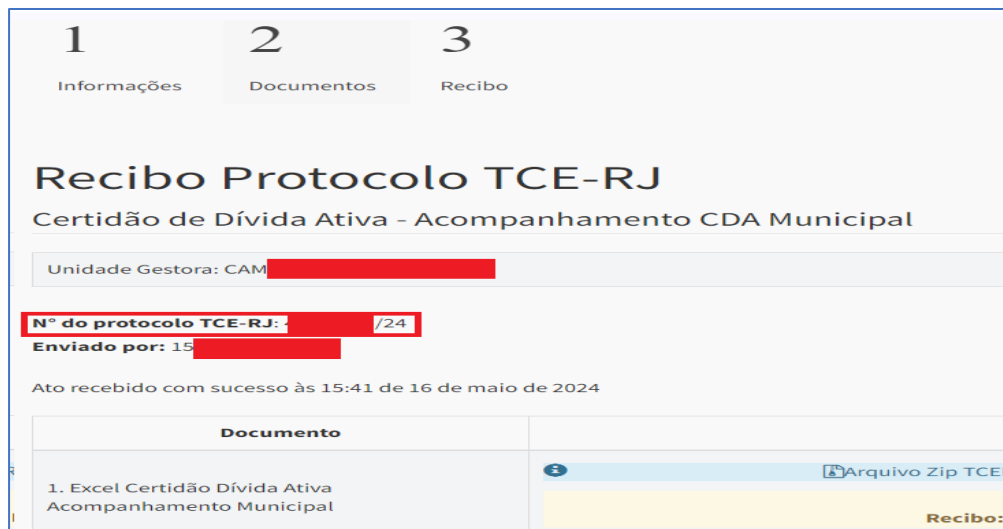 1 2 3
Informações Documentos Recibo
Recibo Protocolo TCE-RJ
Certidão de Dívida Ativa - Acompanhamento CDA Municipal
Unidade Gestora: CAM
N° do protocolo TCE-RJ: /24
Enviado por: 15
Ato recebido com sucesso às 15:41 de 16 de maio de 2024
Documento
Arquivo Zip TCE
1. Excel Certidão Dívida Ativa
Acompanhamento Municipal
Recibo: